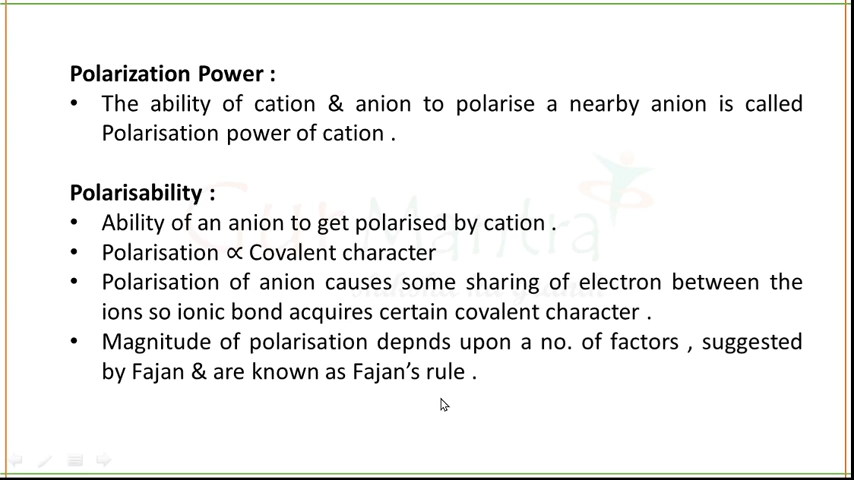 Polarization Power :
• The ability of cation & anion to polarise a nearby anion is called
Polarisation power of cation .
Polarisability :
• Ability of an anion to get polarised by cation .
• Polarisation ∝ Covalent character
• Polarisation of anion causes some sharing of electron between the
ions so ionic bond acquires certain covalent character .
• Magnitude of polarisation depnds upon a no. of factors , suggested
by Fajan & are known as Fajan’s rule .
Gur Mantra